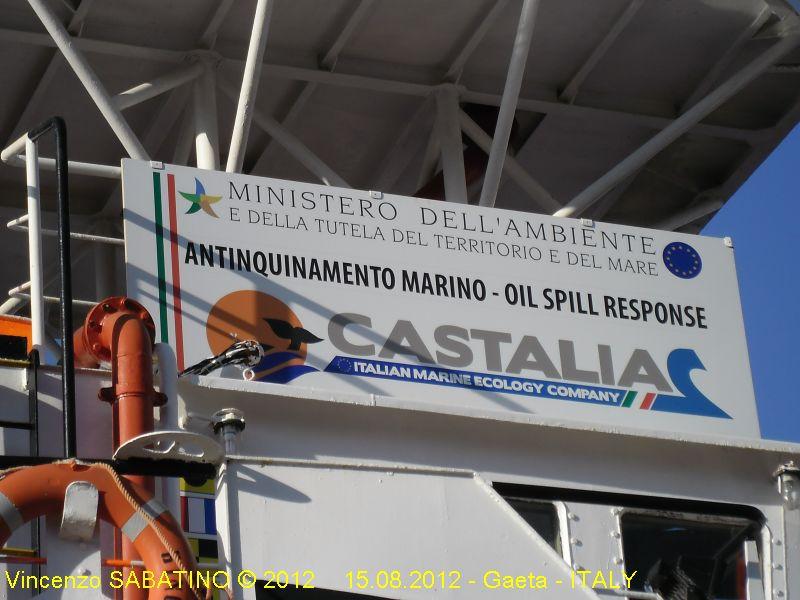 MINISTERO DELL'AMBIENTE
E DELLA TUTELA DEL TERRITORIO E DEL MARE
ANTINQUINAMENTO MARINO - OIL SPILL RESPONSE
CASTALIA
ITALIAN MARINE ECOLOGY COMPANY
Vincenzo SABATINO © 2012 15.08.2012 - Gaeta - ITALY